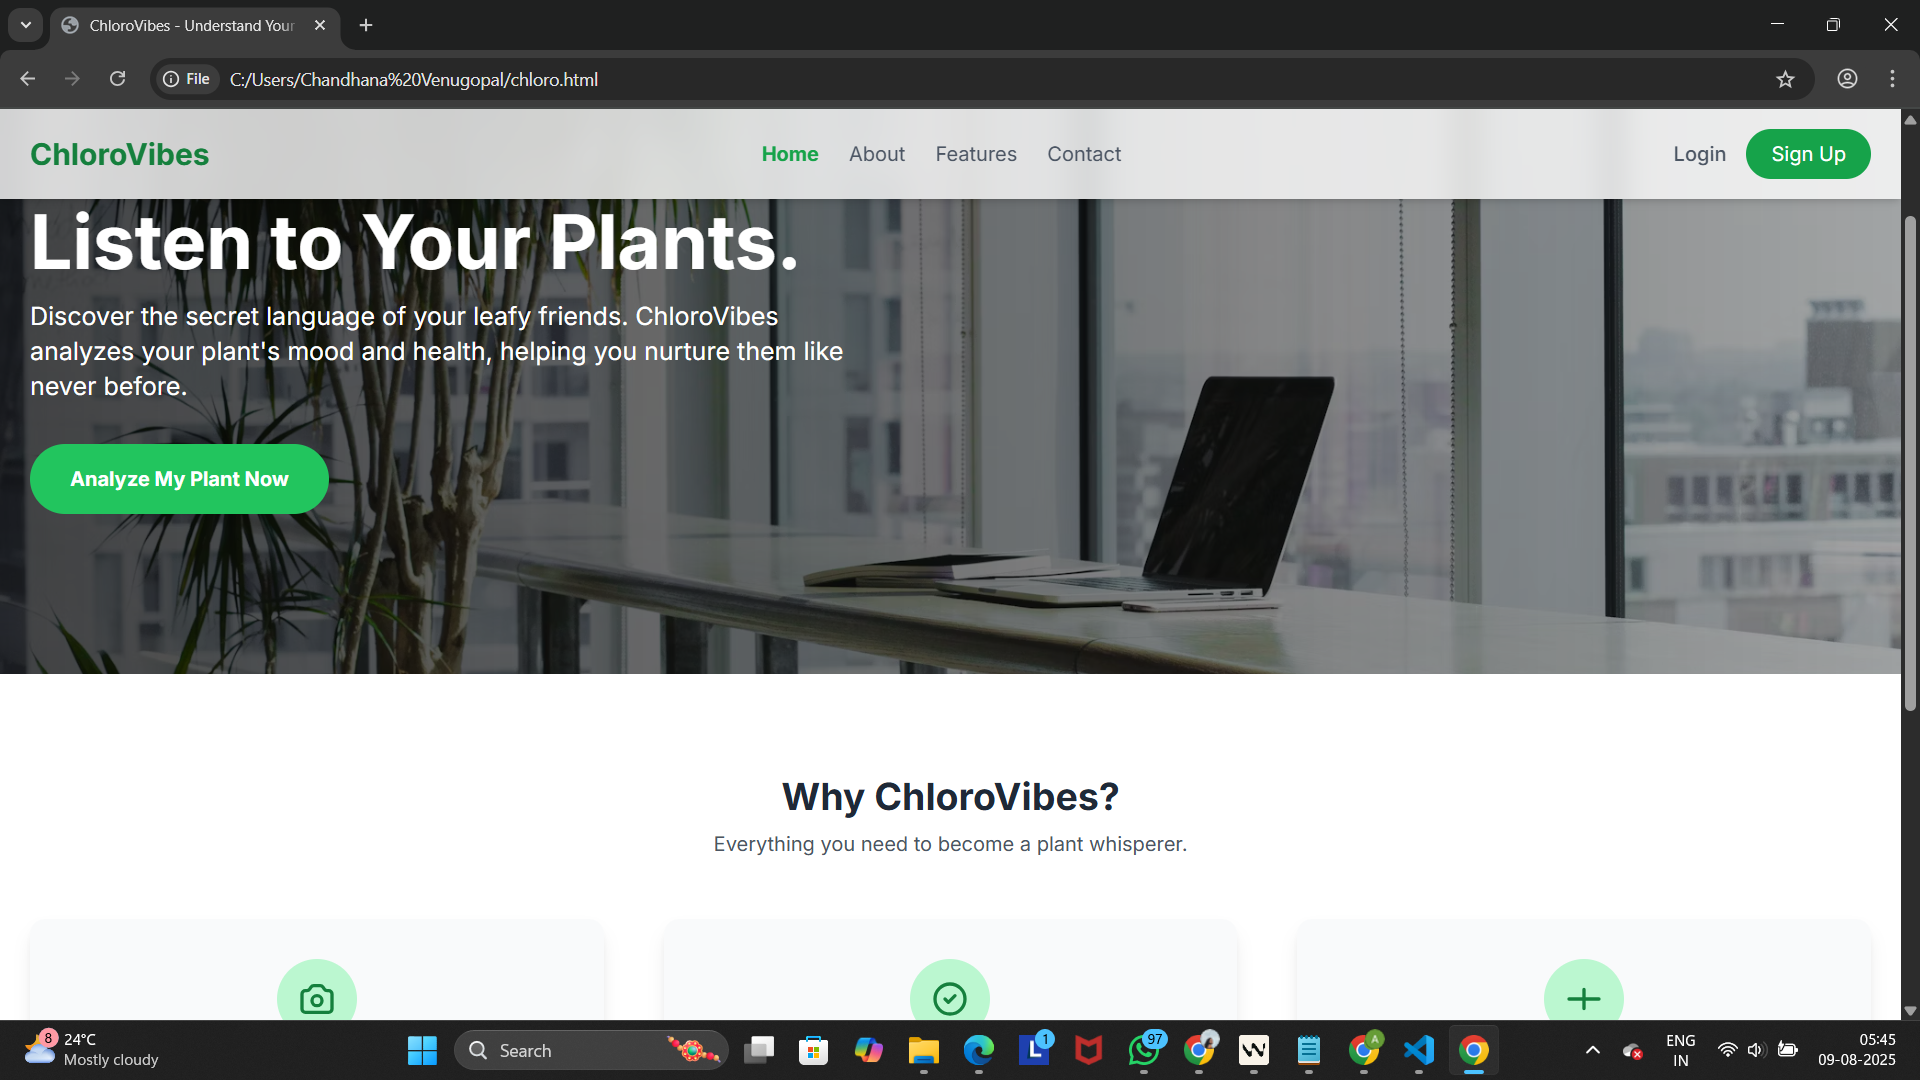 ChloroVibes - Understand Your
File
C:/Users/Chandhana%20Venugopal/chloro.html
ChloroVibes
Home
About
Features
Contact
Login
Sign Up
Listen to Your Plants.
Discover the secret language of your leafy friends. ChloroVibes
analyzes your plant's mood and health, helping you nurture them like
never before.
Analyze My Plant Now
Why ChloroVibes?
Everything you need to become a plant whisperer.
8
24°C
Mostly cloudy
Search
L
1
97
W
A
ENG
IN
05:45
09-08-2025